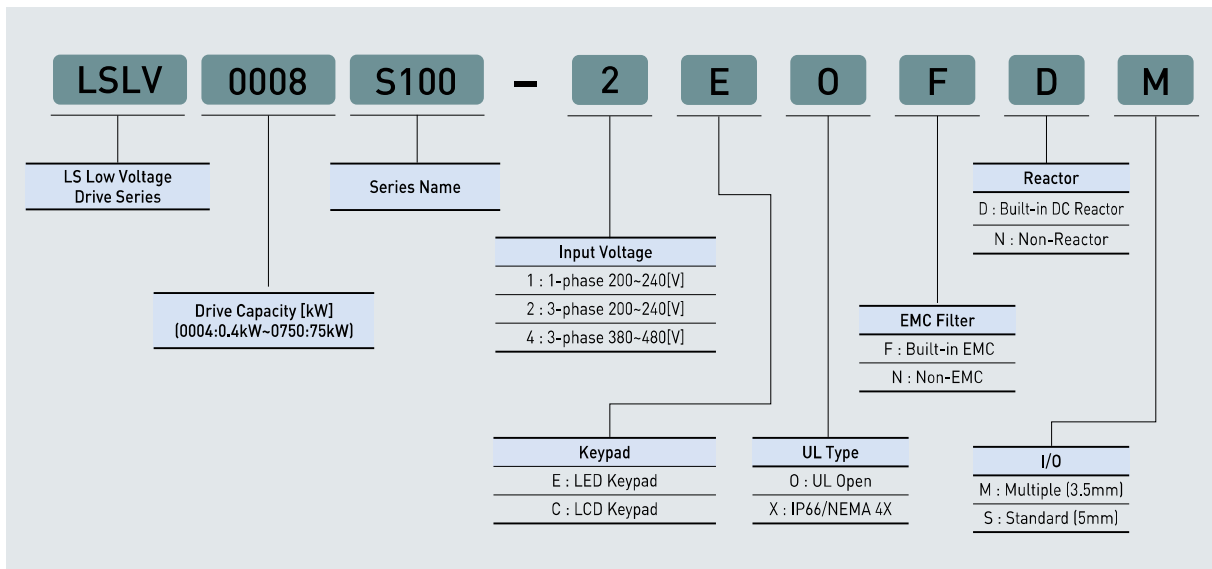 LSLV 0008 S100 - 2 E O F D M
LS Low Voltage
Drive Series
Drive Capacity [kW]
(0004:0.4kW~0750:75kW)
Series Name
Input Voltage
1 : 1-phase 200~240[V]
2 : 3-phase 200~240[V]
4 : 3-phase 380~480[V]
Keypad
E : LED Keypad
C : LCD Keypad
UL Type
O : UL Open
X : IP66/NEMA 4X
EMC Filter
F : Built-in EMC
N : Non-EMC
Reactor
D : Built-in DC Reactor
N : Non-Reactor
I/O
M : Multiple (3.5mm)
S : Standard (5mm)